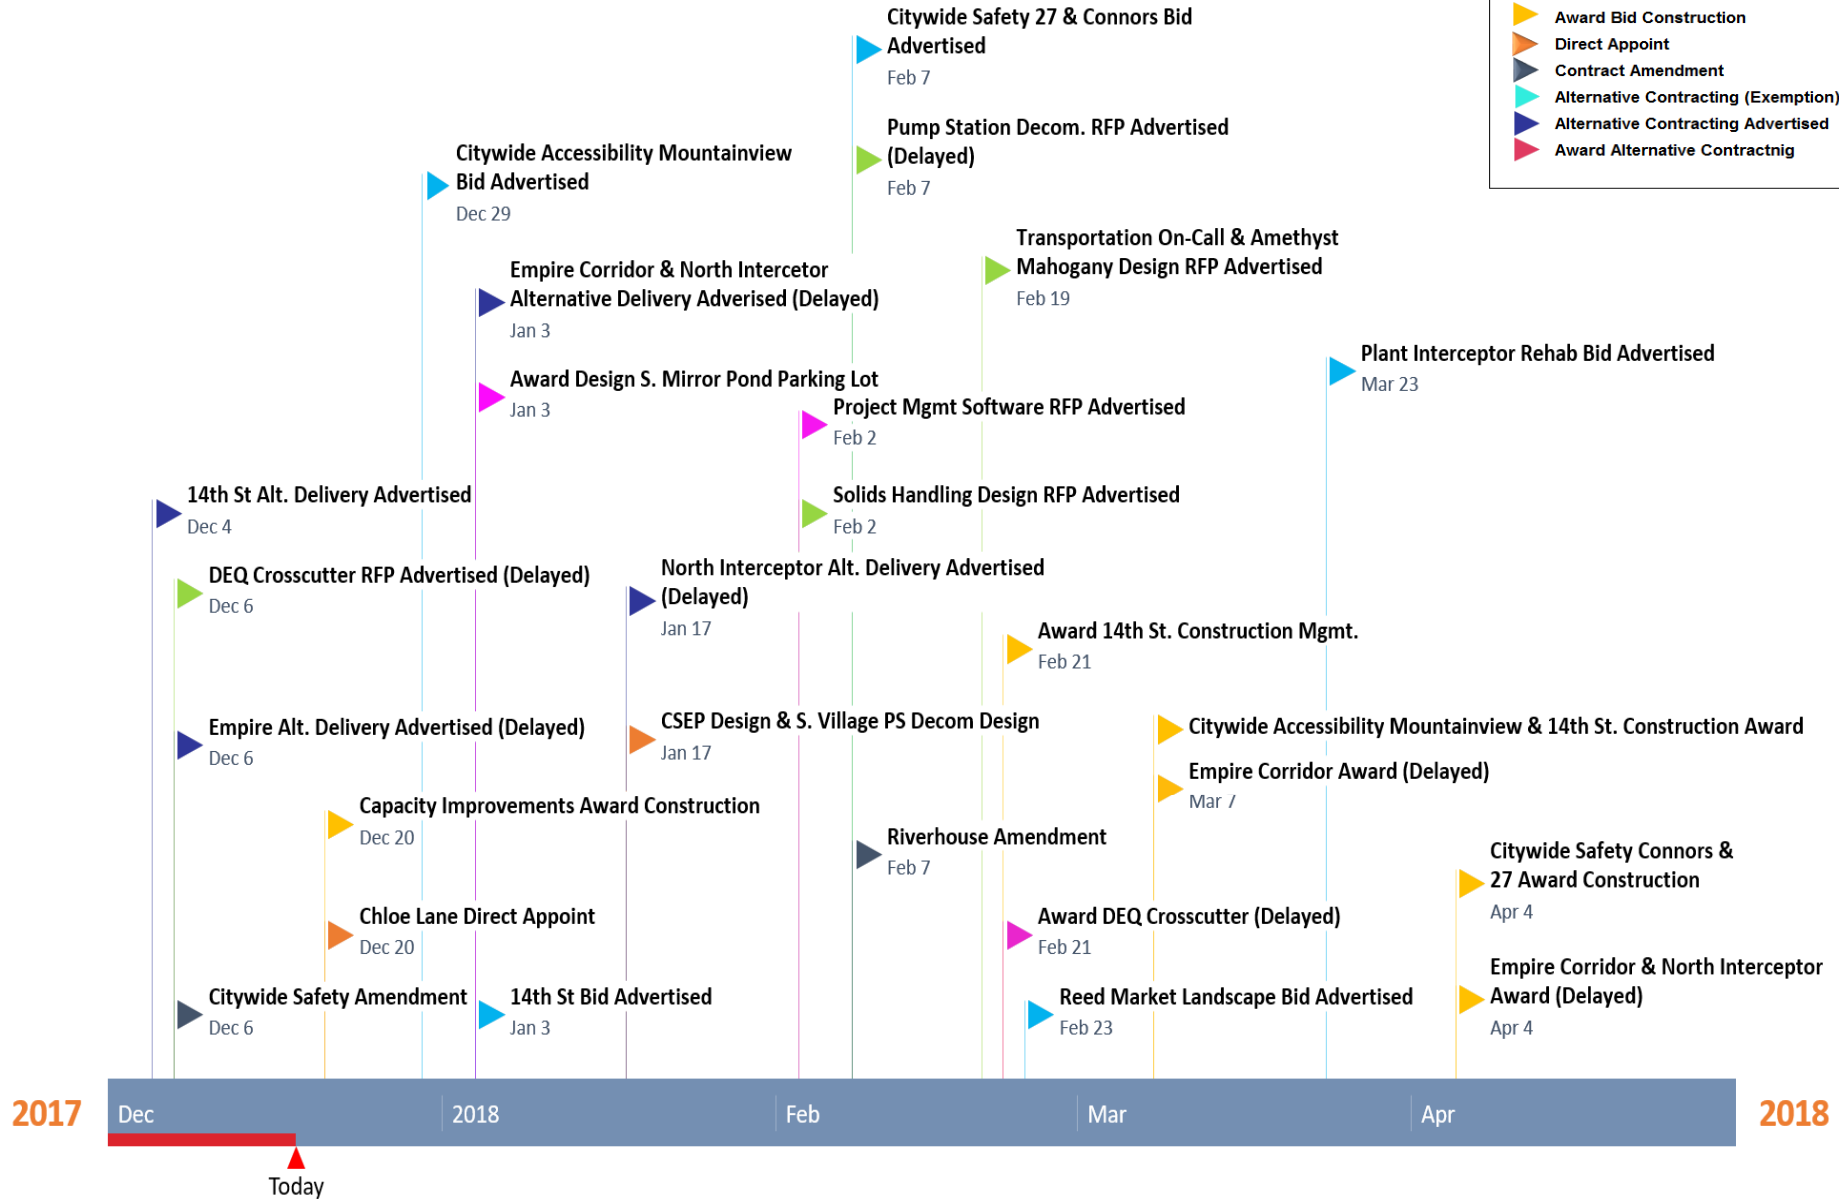 Citywide Safety 27 & Connors Bid
Advertised
Feb 7
Award Bid Construction
Direct Appoint
Contract Amendment
Alternative Contracting (Exemption)
Alternative Contracting Advertised
Award Alternative Contractnig
Pump Station Decom. RFP Advertised
(Delayed)
Feb 7
Citywide Accessibility Mountainview
Bid Advertised
Dec 29
Transportation On-Call & Amethyst
Mahogany Design RFP Advertised
Feb 19
Empire Corridor & North Intercetor
Alternative Delivery Adverised (Delayed)
Jan 3
Plant Interceptor Rehab Bid Advertised
Mar 23
Award Design S. Mirror Pond Parking Lot
Jan 3
Project Mgmt Software RFP Advertised
Feb 2
14th St Alt. Delivery Advertised
Dec 4
Solids Handling Design RFP Advertised
Feb 2
DEQ Crosscutter RFP Advertised (Delayed)
Dec 6
North Interceptor Alt. Delivery Advertised
(Delayed)
Jan 17
Award 14th St. Construction Mgmt.
Feb 21
Empire Alt. Delivery Advertised (Delayed)
Dec 6
CSEP Design & S. Village PS Decom Design
Jan 17
Citywide Accessibility Mountainview & 14th St. Construction Award
Empire Corridor Award (Delayed)
Mar 7
Capacity Improvements Award Construction
Dec 20
Riverhouse Amendment
Feb 7
Citywide Safety Connors &
27 Award Construction
Apr 4
Chloe Lane Direct Appoint
Dec 20
Award DEQ Crosscutter (Delayed)
Feb 21
Empire Corridor & North Interceptor
Award (Delayed)
Apr 4
Citywide Safety Amendment
Dec 6
14th St Bid Advertised
Jan 3
Reed Market Landscape Bid Advertised
Feb 23
2017
Dec
2018
Feb
Mar
Apr
2018
Today